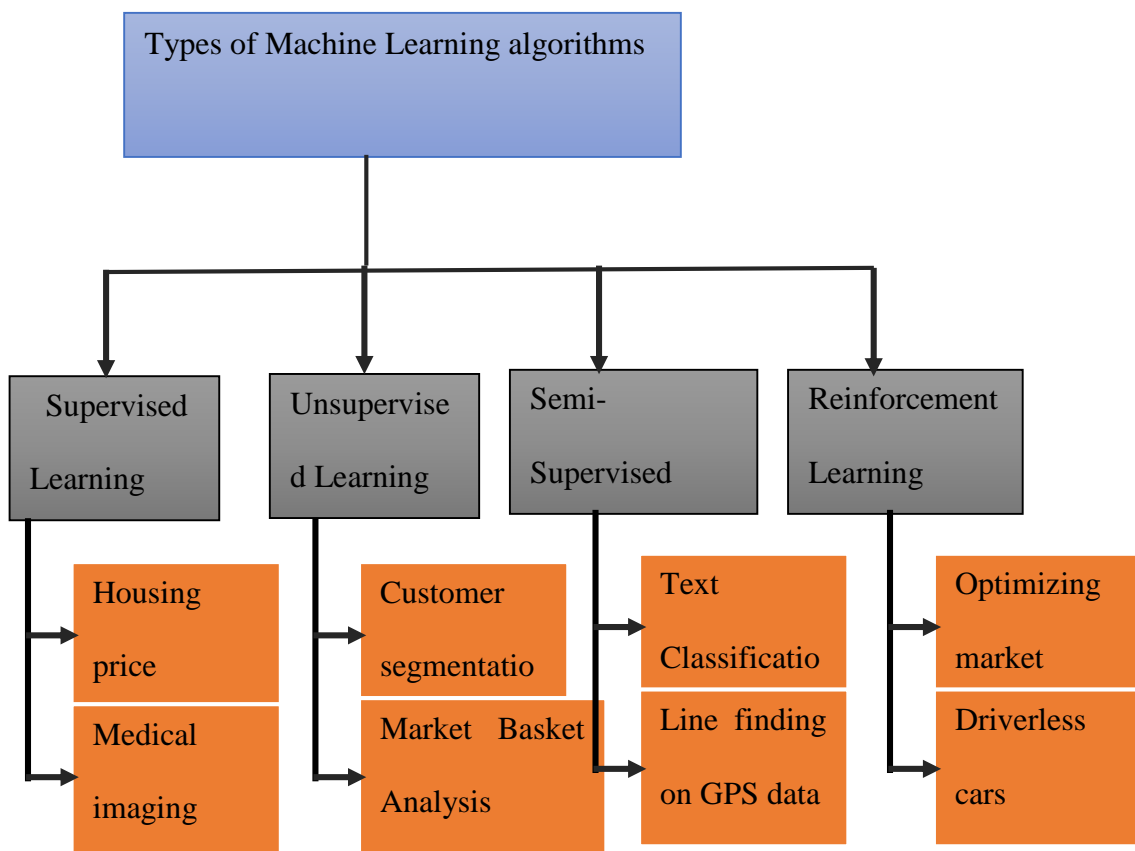 Types of Machine Learning algorithms
Supervised
Learning
Unsupervise
d Learning
Semi-
Supervised
Reinforcement
Learning
Housing
price
Medical
imaging
Customer
segmentatio
Market Basket
Analysis
Text
Classificatio
Line finding
on GPS data
Optimizing
market
Driverless
cars